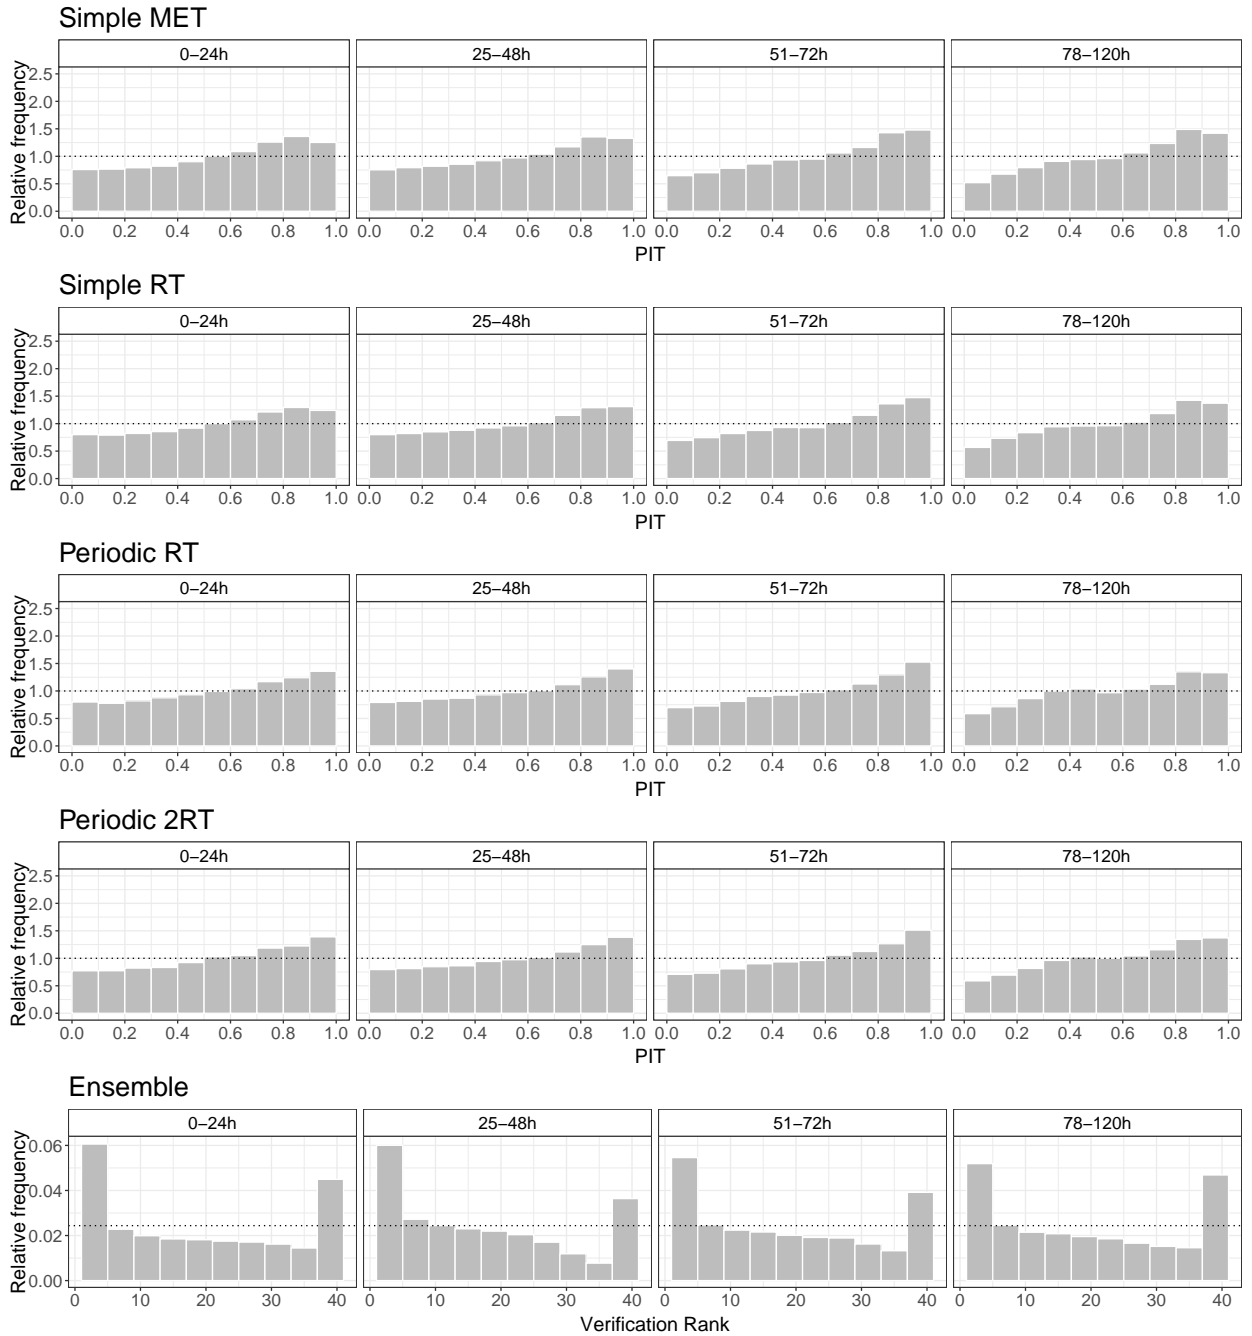 Simple MET
0–24h 25–48h 51–72h 78–120h
Relative frequency
2.5
2.0
1.5
1.0
0.5
0.0
0.0 0.2 0.4 0.6 0.8 1.0 0.0 0.2 0.4 0.6 0.8 1.0 0.0 0.2 0.4 0.6 0.8 1.0 0.0 0.2 0.4 0.6 0.8 1.0
PIT
Simple RT
0–24h 25–48h 51–72h 78–120h
Relative frequency
2.5
2.0
1.5
1.0
0.5
0.0
0.0 0.2 0.4 0.6 0.8 1.0 0.0 0.2 0.4 0.6 0.8 1.0 0.0 0.2 0.4 0.6 0.8 1.0 0.0 0.2 0.4 0.6 0.8 1.0
PIT
Periodic RT
0–24h 25–48h 51–72h 78–120h
Relative frequency
2.5
2.0
1.5
1.0
0.5
0.0
0.0 0.2 0.4 0.6 0.8 1.0 0.0 0.2 0.4 0.6 0.8 1.0 0.0 0.2 0.4 0.6 0.8 1.0 0.0 0.2 0.4 0.6 0.8 1.0
PIT
Periodic 2RT
0–24h 25–48h 51–72h 78–120h
Relative frequency
2.5
2.0
1.5
1.0
0.5
0.0
0.0 0.2 0.4 0.6 0.8 1.0 0.0 0.2 0.4 0.6 0.8 1.0 0.0 0.2 0.4 0.6 0.8 1.0 0.0 0.2 0.4 0.6 0.8 1.0
PIT
Ensemble
0–24h 25–48h 51–72h 78–120h
Relative frequency
0.06
0.04
0.02
0.00
0 10 20 30 40 0 10 20 30 40 0 10 20 30 40 0 10 20 30 40
Verification Rank